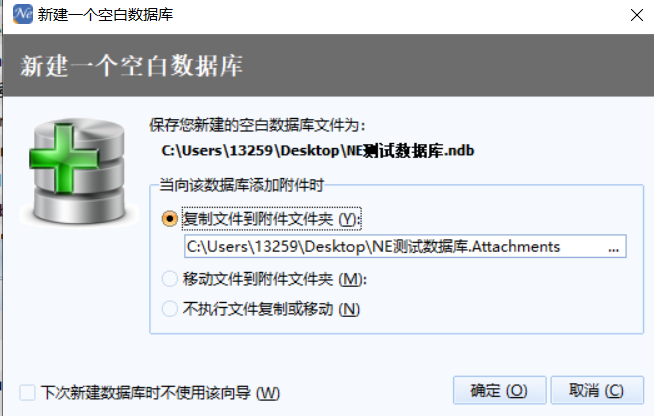 Ne 新建一个空白数据库
新建一个空白数据库
保存您新建的空白数据库文件为:
C:\Users\13259\Desktop\NE测试数据库.ndb
当向该数据库添加附件时
复制文件到附件文件夹 (Y):
C:\Users\13259\Desktop\NE测试数据库.Attachments ...
移动文件到附件文件夹 (M):
不执行文件复制或移动 (N)
下次新建数据库时不使用该向导 (W)
确定 (O)
取消 (C)